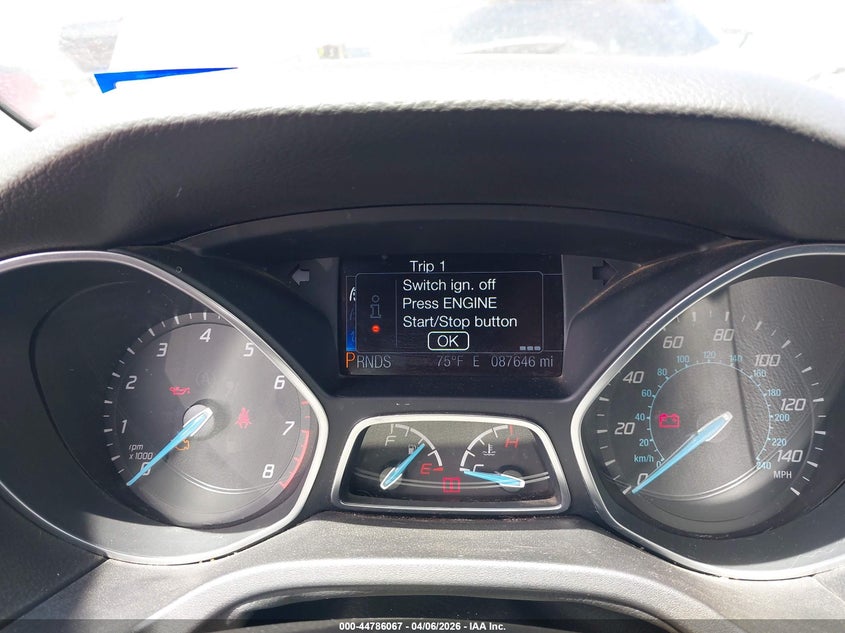 Trip 1
Switch ign. off
Press ENGINE
Start/Stop button
OK
PRNDS 75°F E 087646 mi
0 1 2 3 4 5 6 7 8
rpm
x 1000
F E
H C
0 20 40 60 80 100 120 140
MPH
0 20 40 60 80 100 120 140 160 180 200 220 240
km/h
000-44786067 - 04/06/2026 - IAA Inc.